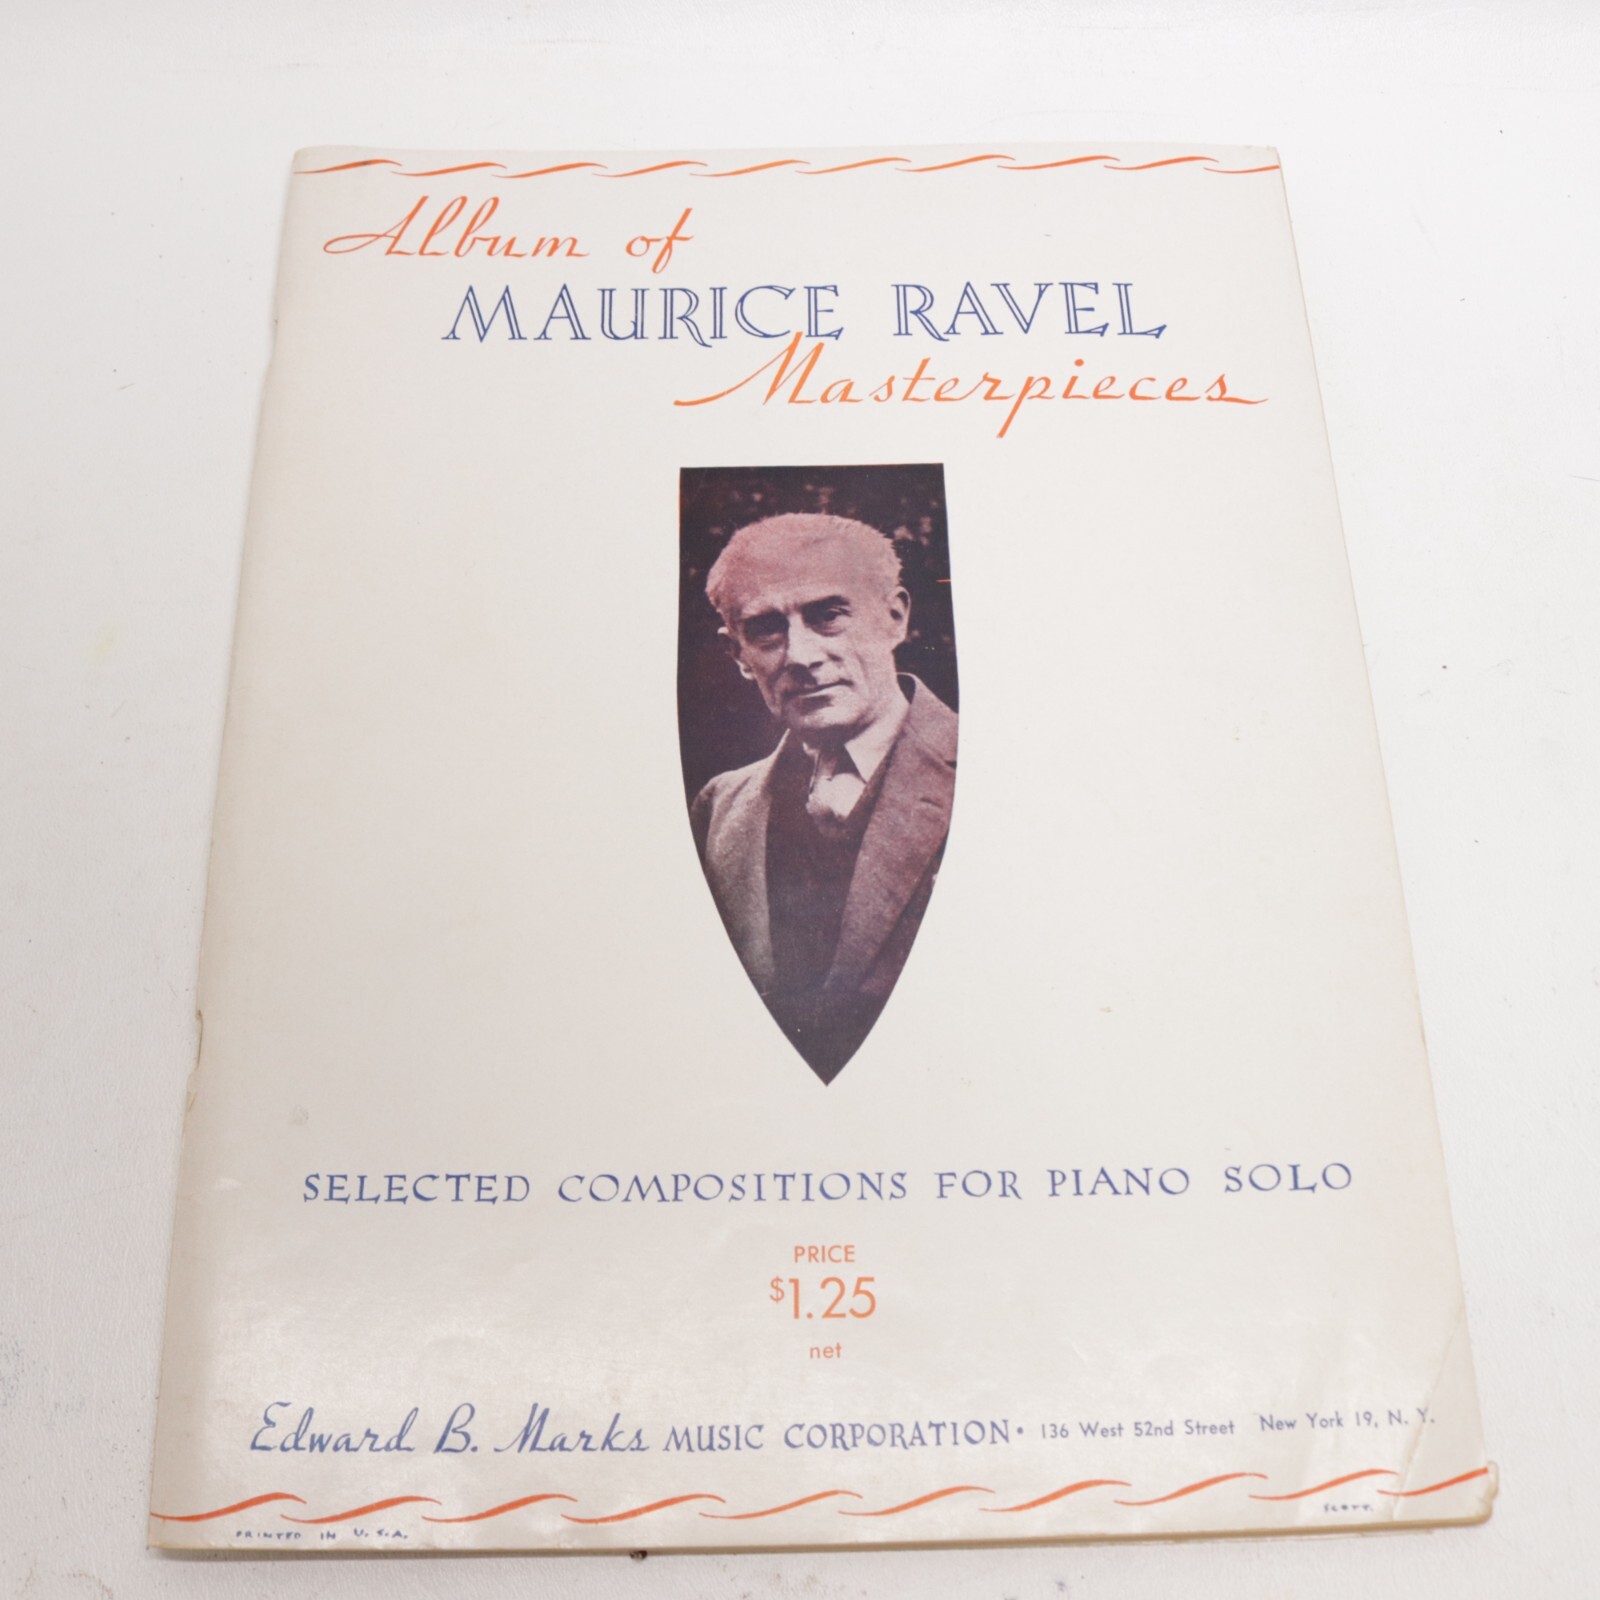 Album of
MAURICE RAVEL
Masterpieces
SELECTED COMPOSITIONS FOR PIANO SOLO
PRICE
$1.25
net
Edward B. Marks MUSIC CORPORATION • 136 West 52nd Street New York 19, N. Y.
PRINTED IN U. S. A.
SCOTT.